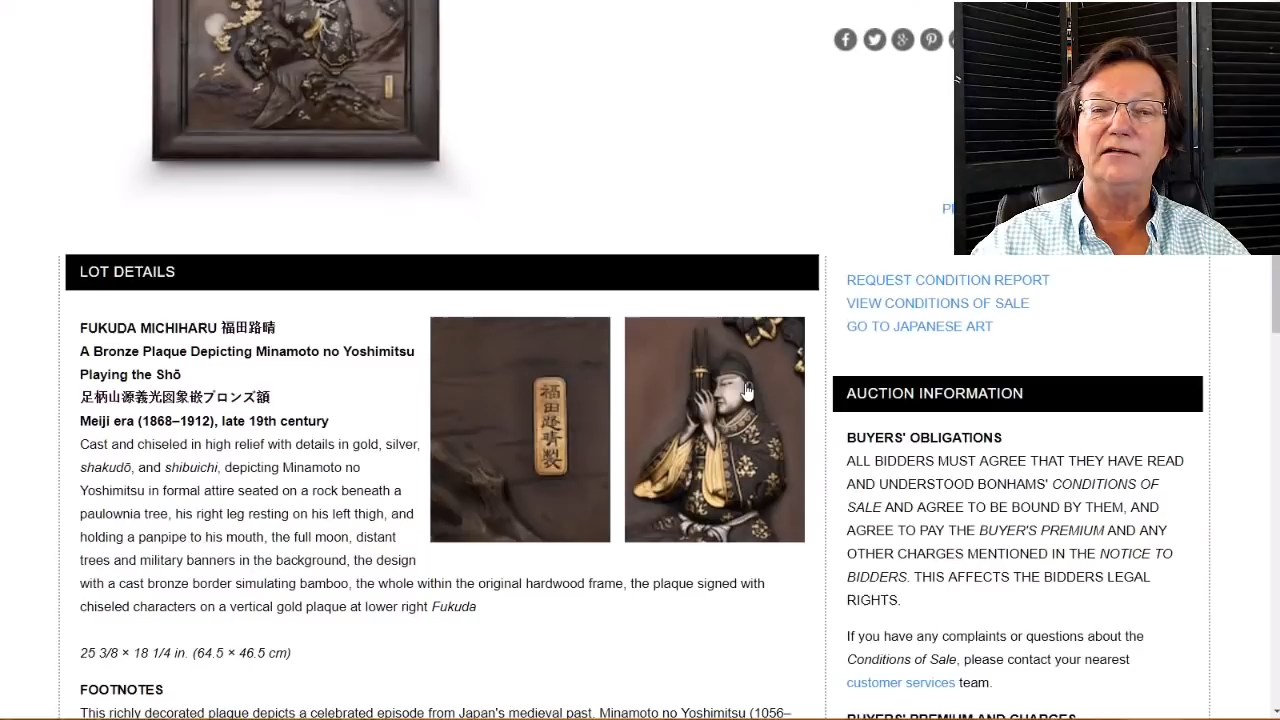 LOT DETAILS
FUKUDA MICHIHARU 福田路晴
A Bronze Plaque Depicting Minamoto no Yoshimitsu
Playing the Shō
足柄山源義光図象嵌ブロンズ額
Meiji era (1868–1912), late 19th century
Cast and chiseled in high relief with details in gold, silver,
shakudō, and shibuichi, depicting Minamoto no
Yoshimitsu in formal attire seated on a rock beneath a
paulownia tree, his right leg resting on his left thigh, and
holding a panpipe to his mouth, the full moon, distant
trees and military banners in the background, the design
with a cast bronze border simulating bamboo, the whole within the original hardwood frame, the plaque signed with
chiseled characters on a vertical gold plaque at lower right Fukuda
25 3/8 × 18 1/4 in. (64.5 × 46.5 cm)
FOOTNOTES
This richly decorated plaque depicts a celebrated episode from Japan's medieval past. Minamoto no Yoshimitsu (1056–
福田路晴製
REQUEST CONDITION REPORT
VIEW CONDITIONS OF SALE
GO TO JAPANESE ART
AUCTION INFORMATION
BUYERS' OBLIGATIONS
ALL BIDDERS MUST AGREE THAT THEY HAVE READ
AND UNDERSTOOD BONHAMS' CONDITIONS OF
SALE AND AGREE TO BE BOUND BY THEM, AND
AGREE TO PAY THE BUYER'S PREMIUM AND ANY
OTHER CHARGES MENTIONED IN THE NOTICE TO
BIDDERS. THIS AFFECTS THE BIDDERS LEGAL
RIGHTS.
If you have any complaints or questions about the
Conditions of Sale, please contact your nearest
customer services team.
BUYERS' PREMIUM AND CHARGES